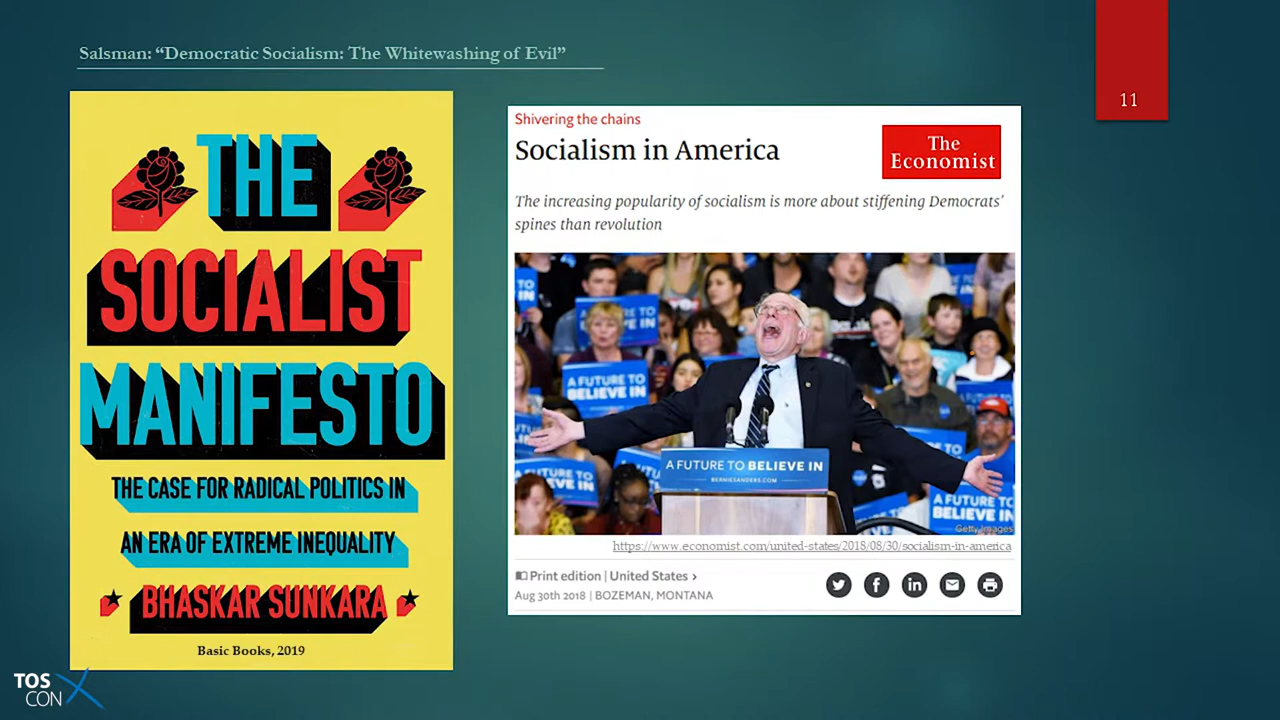 Salsman: “Democratic Socialism: The Whitewashing of Evil”
11
THE
SOCIALIST
MANIFESTO
THE CASE FOR RADICAL POLITICS IN
AN ERA OF EXTREME INEQUALITY
BHASKAR SUNKARA
Basic Books, 2019
Shivering the chains
Socialism in America
The
Economist
The increasing popularity of socialism is more about stiffening Democrats’
spines than revolution
A FUTURE TO
BELIEVE IN
A FUTURE TO BELIEVE IN
BERNIESANDERS.COM
A FUTURE TO
BELIEVE IN
Getty Images
https://www.economist.com/united-states/2018/08/30/socialism-in-america
Print edition | United States ›
Aug 30th 2018 | BOZEMAN, MONTANA
TOS
CON